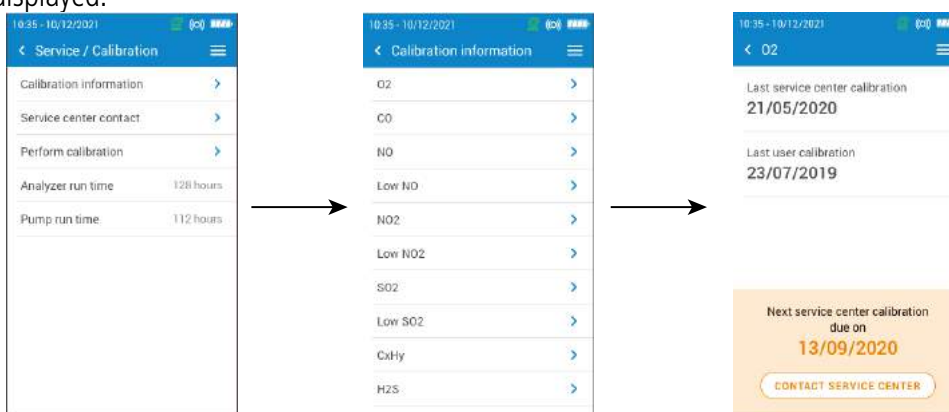 displayed.
10:35 - 10/12/2021
Service / Calibration
Calibration information
Service center contact
Perform calibration
Analyzer run time 128 hours
Pump run time 112 hours
10:35 - 10/12/2021
Calibration information
O2
CO
NO
Low NO
NO2
Low NO2
SO2
Low SO2
CxHy
H2S
10:35 - 10/12/2021
O2
Last service center calibration
21/05/2020
Last user calibration
23/07/2019
Next service center calibration
due on
13/09/2020
CONTACT SERVICE CENTER